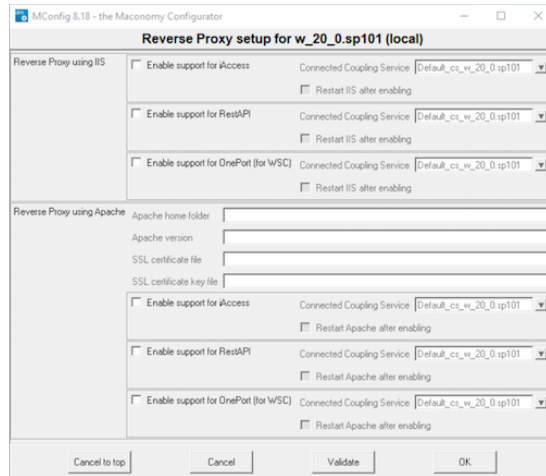 MConfig 8.18 - the Maconomy Configurator
Reverse Proxy setup for w_20_0.sp101 (local)
Reverse Proxy using IIS
Enable support for iAccess
Connected Coupling Service Default_cs_w_20_0.sp101
Restart IIS after enabling
Enable support for RestAPI
Connected Coupling Service Default_cs_w_20_0.sp101
Restart IIS after enabling
Enable support for OnePort (for WSC)
Connected Coupling Service Default_cs_w_20_0.sp101
Restart IIS after enabling
Reverse Proxy using Apache
Apache home folder
Apache version
SSL certificate file
SSL certificate key file
Enable support for iAccess
Connected Coupling Service Default_cs_w_20_0.sp101
Restart Apache after enabling
Enable support for RestAPI
Connected Coupling Service Default_cs_w_20_0.sp101
Restart Apache after enabling
Enable support for OnePort (for WSC)
Connected Coupling Service Default_cs_w_20_0.sp101
Restart Apache after enabling
Cancel to top
Cancel
Validate
OK